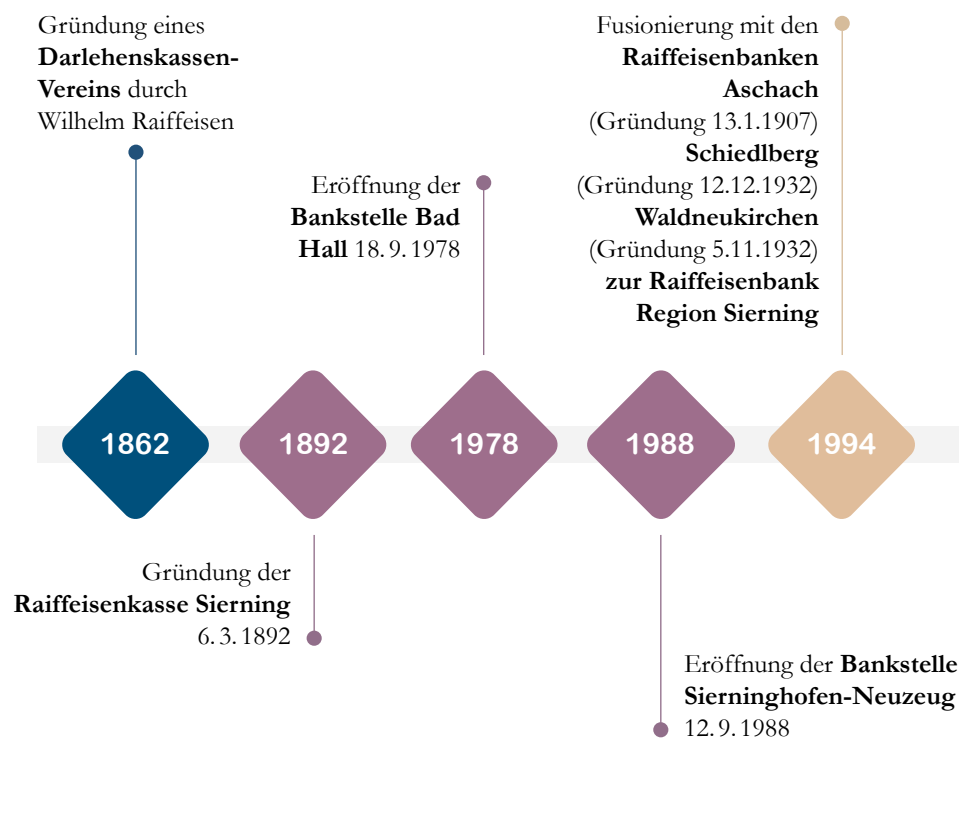 Gründung eines
Darlehenskassen-
Vereins durch
Wilhelm Raiffeisen
Eröffnung der
Bankstelle Bad
Hall 18. 9. 1978
Fusionierung mit den
Raiffeisenbanken
Aschach
(Gründung 13.1.1907)
Schiedlberg
(Gründung 12.12.1932)
Waldneukirchen
(Gründung 5.11.1932)
zur Raiffeisenbank
Region Sierning
1862
1892
1978
1988
1994
Gründung der
Raiffeisenkasse Sierning
6. 3. 1892
Eröffnung der Bankstelle
Sierninghofen-Neuzeug
12. 9. 1988